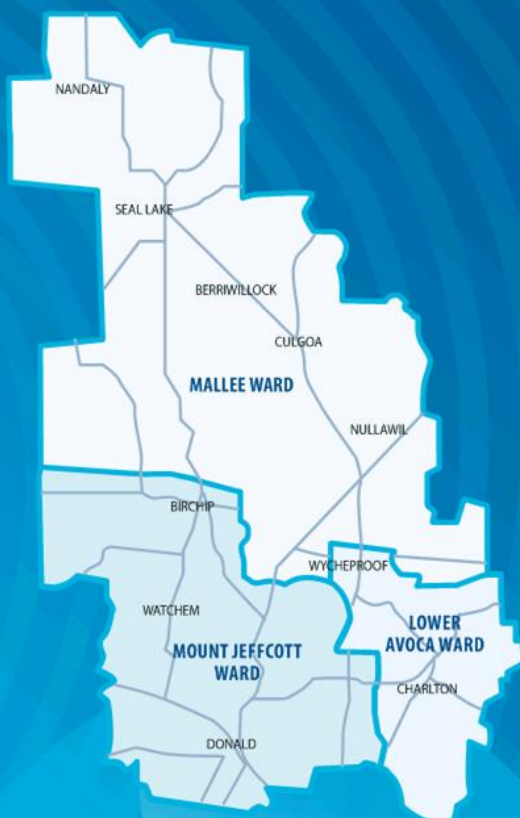 NANDALY
SEAL LAKE
BERRIWILLOCK
CULGOA
MALLEE WARD
NULLAWIL
BIRCHIP
WYCHEPROOF
WATCHEM
LOWER
AVOCA WARD
MOUNT JEFFCOTT
WARD
CHARLTON
DONALD